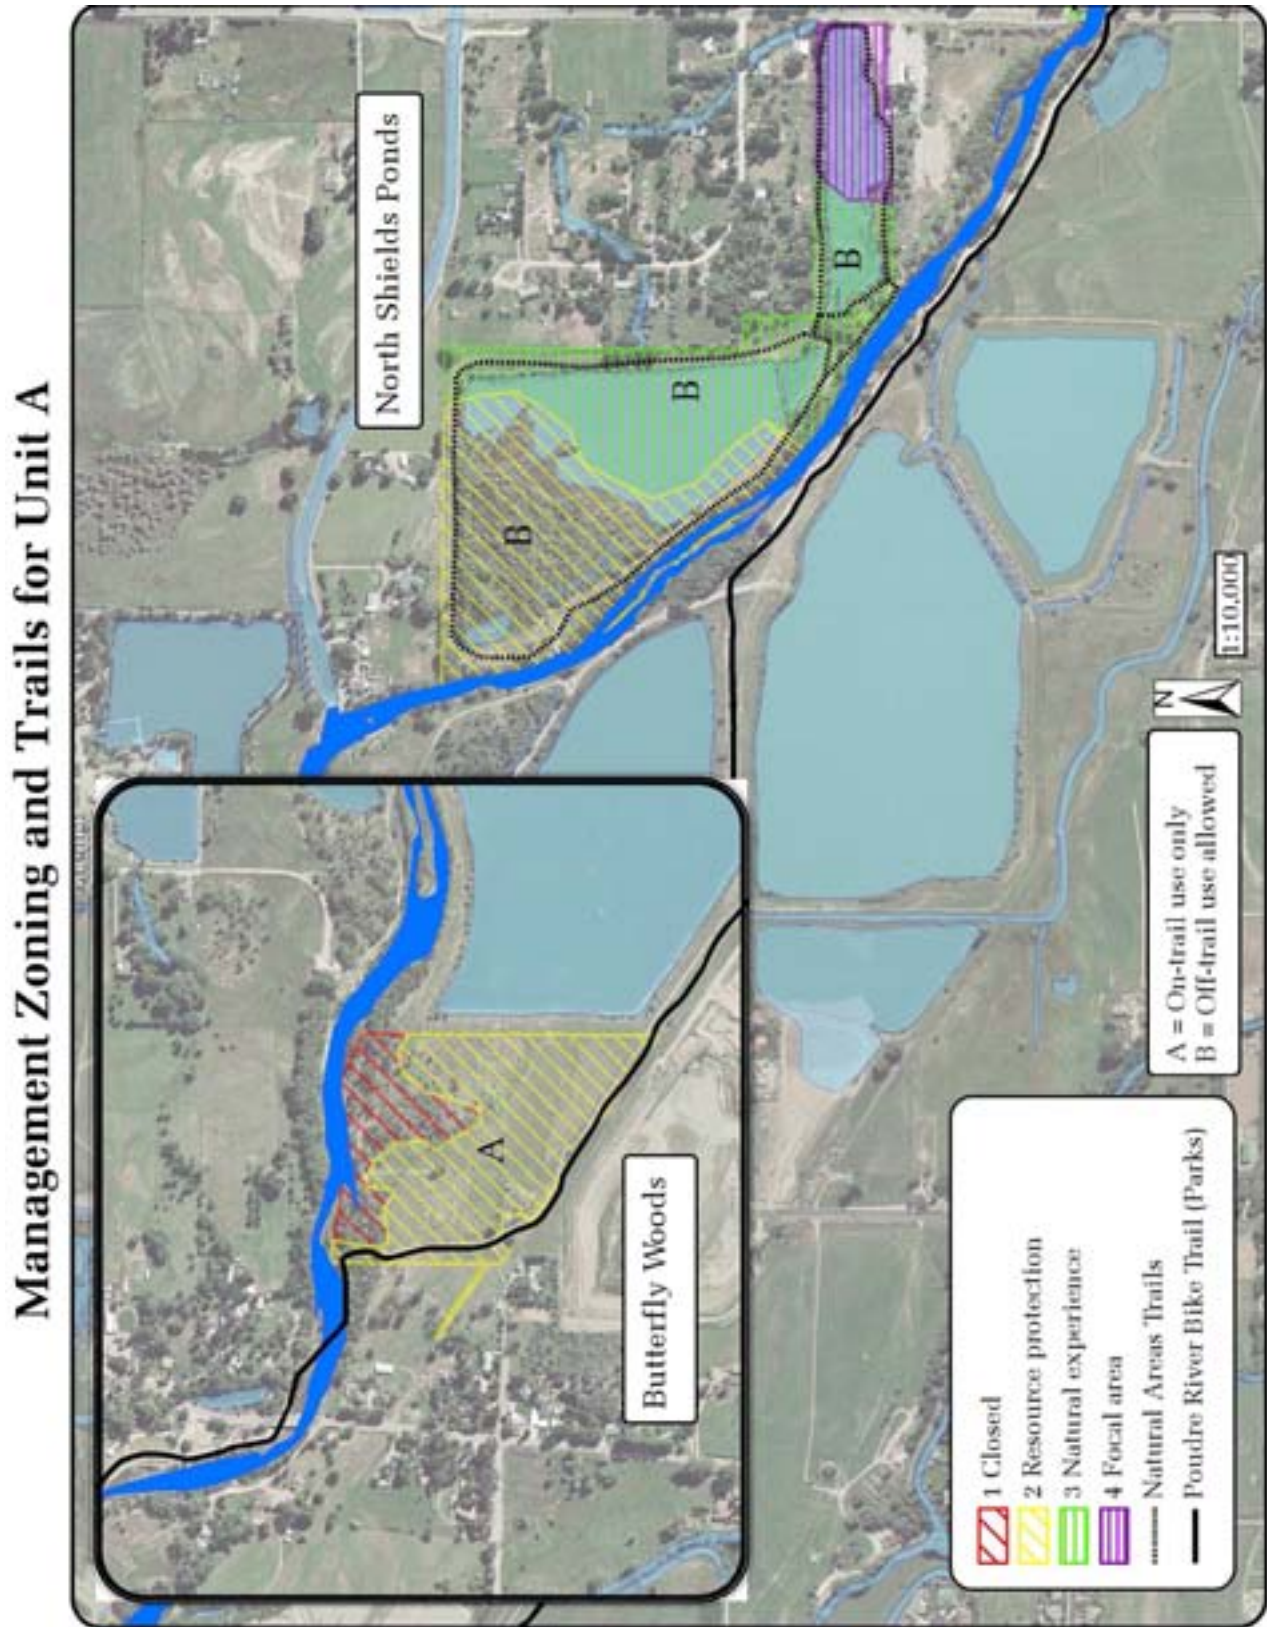 Management Zoning and Trails for Unit A
North Shields Ponds
B
B
B
A
Butterfly Woods
1 Closed
2 Resource protection
3 Natural experience
4 Focal area
Natural Areas Trails
Poudre River Bike Trail (Parks)
A = On-trail use only
B = Off-trail use allowed
N
1:10,000